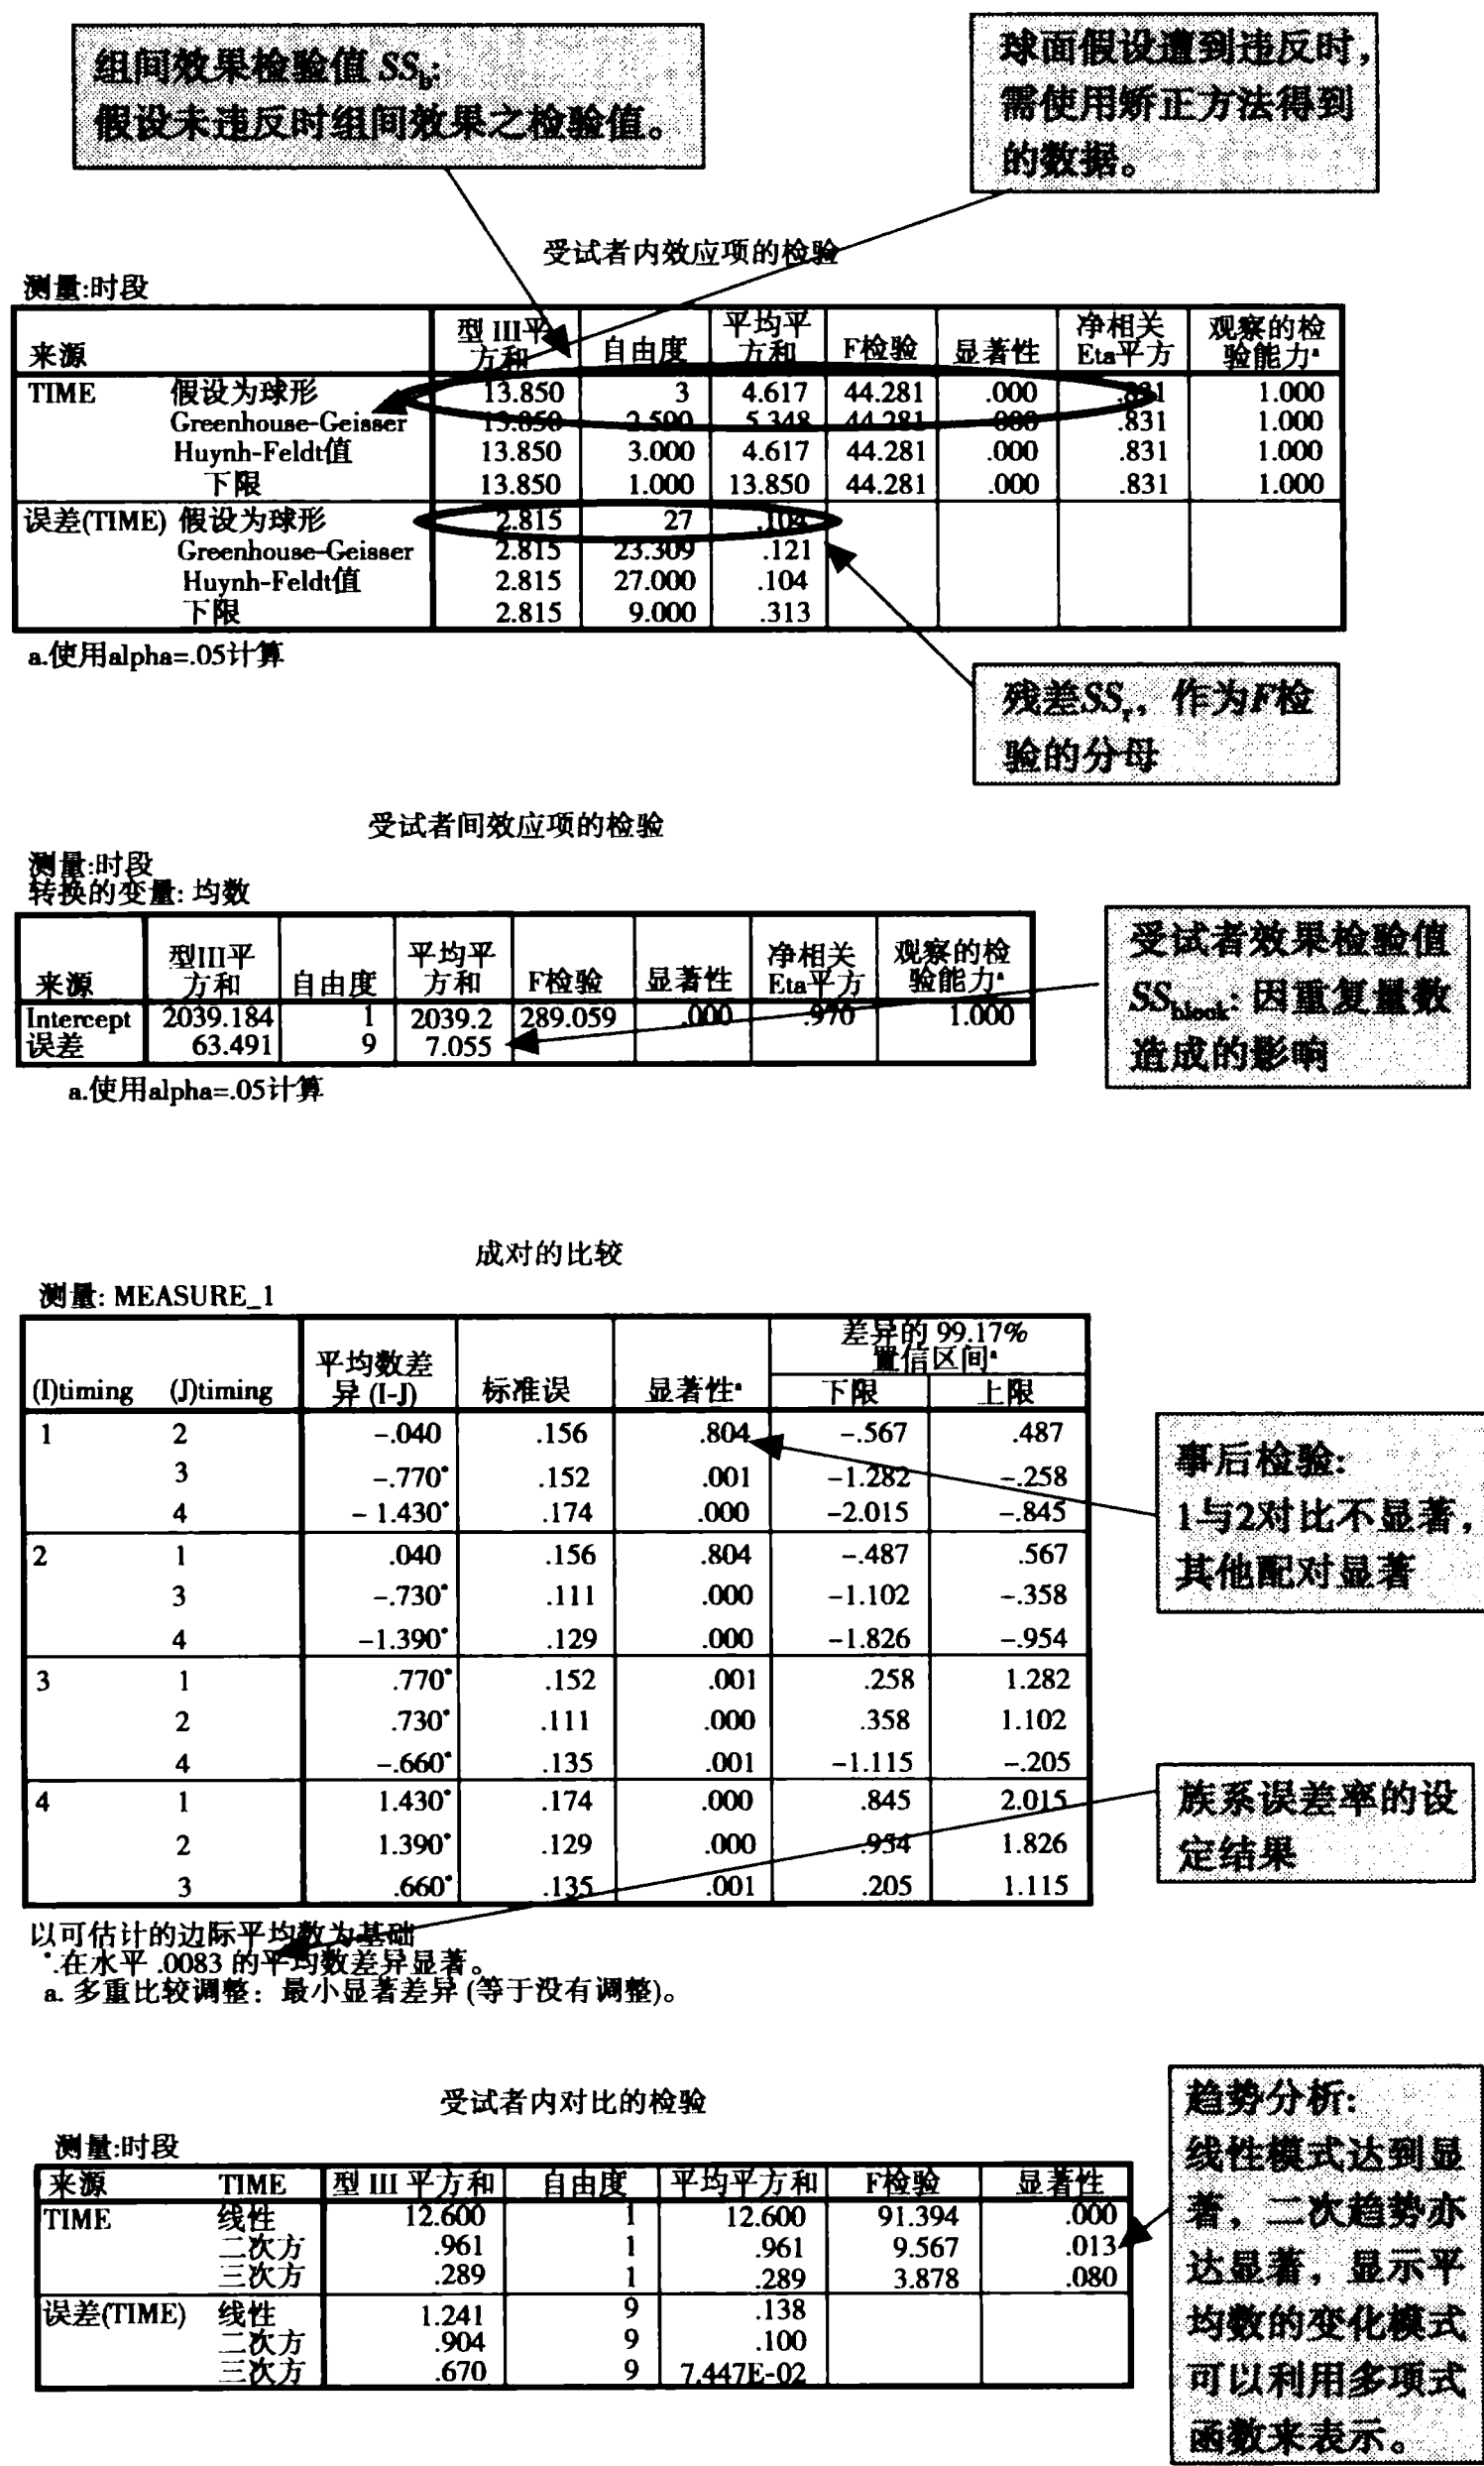 组间效果检验值 SSb:
假设未违反时组间效果之检验值。
球面假设遭到违反时，
需使用矫正方法得到
的数据。
受试者内效应项的检验
测量:时段
来源 型 III平方和 自由度 平均平方和 F检验 显著性 净相关Eta平方 观察的检验能力a
TIME 假设为球形 13.850 3 4.617 44.281 .000 .831 1.000
Greenhouse-Geisser 13.850 2.590 5.348 44.281 .000 .831 1.000
Huynh-Feldt值 13.850 3.000 4.617 44.281 .000 .831 1.000
下限 13.850 1.000 13.850 44.281 .000 .831 1.000
误差(TIME) 假设为球形 2.815 27 .104
Greenhouse-Geisser 2.815 23.309 .121
Huynh-Feldt值 2.815 27.000 .104
下限 2.815 9.000 .313
a.使用alpha=.05计算
残差SSr，作为F检
验的分母
受试者间效应项的检验
测量:时段
转换的变量: 均数
来源 型III平方和 自由度 平均平方和 F检验 显著性 净相关Eta平方 观察的检验能力a
Intercept 2039.184 1 2039.2 289.059 .000 .970 1.000
误差 63.491 9 7.055
a.使用alpha=.05计算
受试者效果检验值
SSblock: 因重复量数
造成的影响
成对的比较
测量: MEASURE_1
(I)timing (J)timing 平均数差异 (I-J) 标准误 显著性a 差异的 99.17% 置信区间a
下限 上限
1 2 -.040 .156 .804 -.567 .487
3 -.770* .152 .001 -1.282 -.258
4 - 1.430* .174 .000 -2.015 -.845
2 1 .040 .156 .804 -.487 .567
3 -.730* .111 .000 -1.102 -.358
4 -1.390* .129 .000 -1.826 -.954
3 1 .770* .152 .001 .258 1.282
2 .730* .111 .000 .358 1.102
4 -.660* .135 .001 -1.115 -.205
4 1 1.430* .174 .000 .845 2.015
2 1.390* .129 .000 .954 1.826
3 .660* .135 .001 .205 1.115
以可估计的边际平均数为基础
*.在水平 .0083 的平均数差异显著。
a. 多重比较调整：最小显著差异 (等于没有调整)。
事后检验:
1与2对比不显著，
其他配对显著
族系误差率的设
定结果
受试者内对比的检验
测量:时段
来源 TIME 型 III 平方和 自由度 平均平方和 F检验 显著性
TIME 线性 12.600 1 12.600 91.394 .000
二次方 .961 1 .961 9.567 .013
三次方 .289 1 .289 3.878 .080
误差(TIME) 线性 1.241 9 .138
二次方 .904 9 .100
三次方 .670 9 7.447E-02
趋势分析:
线性模式达到显
著，二次趋势亦
达显著，显示平
均数的变化模式
可以利用多项式
函数来表示。